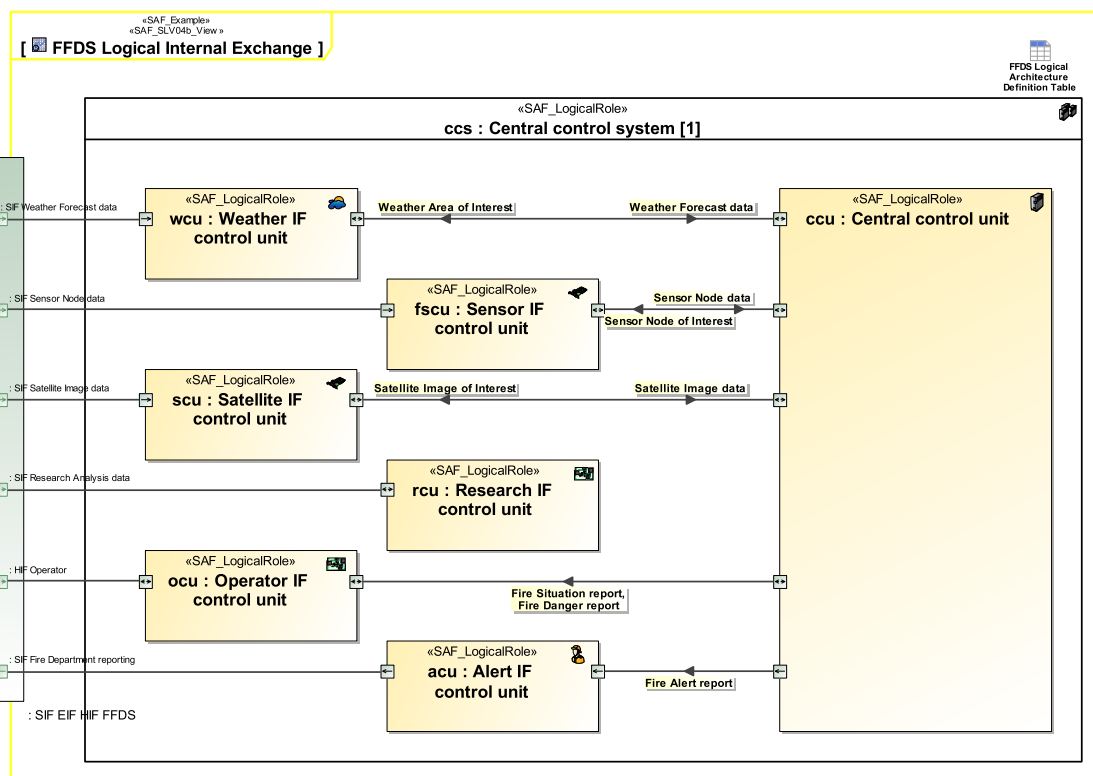 «SAF_Example»
«SAF_SLV04b_View»
[ FFDS Logical Internal Exchange ]
FFDS Logical
Architecture
Definition Table
«SAF_LogicalRole»
ccs : Central control system [1]
: SIF Weather Forecast data
«SAF_LogicalRole»
wcu : Weather IF
control unit
Weather Area of Interest
Weather Forecast data
«SAF_LogicalRole»
ccu : Central control unit
: SIF Sensor Node data
«SAF_LogicalRole»
fscu : Sensor IF
control unit
Sensor Node data
Sensor Node of Interest
: SIF Satellite Image data
«SAF_LogicalRole»
scu : Satellite IF
control unit
Satellite Image of Interest
Satellite Image data
: SIF Research Analysis data
«SAF_LogicalRole»
rcu : Research IF
control unit
: HIF Operator
«SAF_LogicalRole»
ocu : Operator IF
control unit
Fire Situation report,
Fire Danger report
: SIF Fire Department reporting
«SAF_LogicalRole»
acu : Alert IF
control unit
Fire Alert report
: SIF EIF HIF FFDS